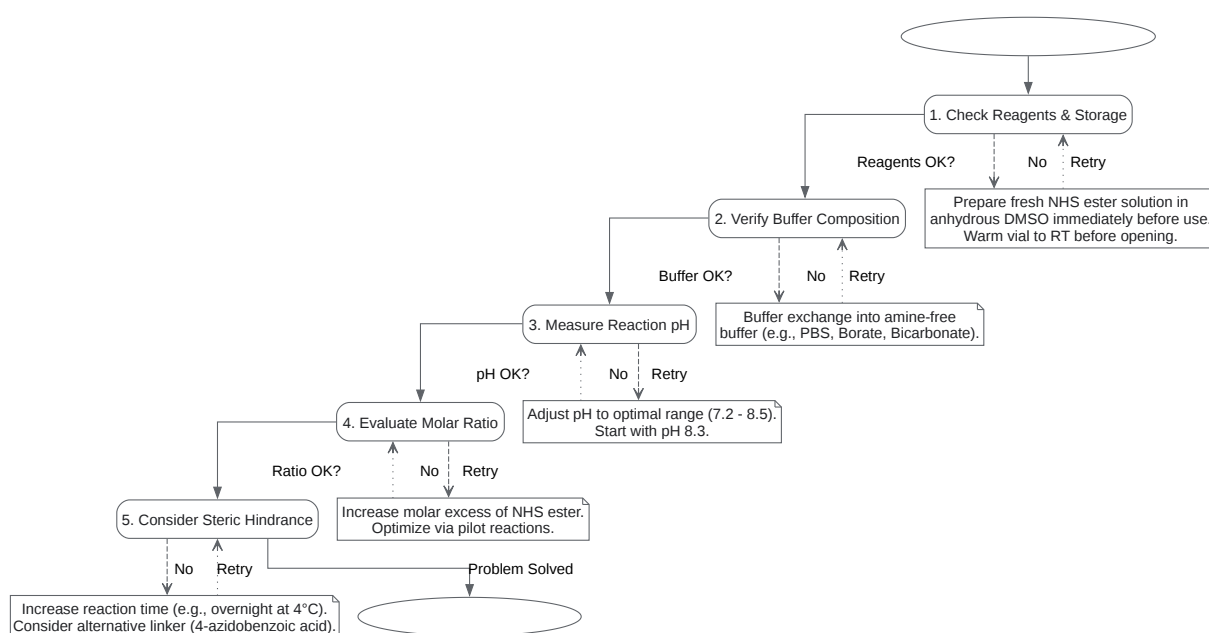 1. Check Reagents & Storage
Reagents OK?
No
Retry
Prepare fresh NHS ester solution in
anhydrous DMSO immediately before use.
Warm vial to RT before opening.
2. Verify Buffer Composition
Buffer OK?
No
Retry
Buffer exchange into amine-free
buffer (e.g., PBS, Borate, Bicarbonate).
3. Measure Reaction pH
pH OK?
No
Retry
Adjust pH to optimal range (7.2 - 8.5).
Start with pH 8.3.
4. Evaluate Molar Ratio
Ratio OK?
No
Retry
Increase molar excess of NHS ester.
Optimize via pilot reactions.
5. Consider Steric Hindrance
No
Retry
Problem Solved
Increase reaction time (e.g., overnight at 4°C).
Consider alternative linker (4-azidobenzoic acid).